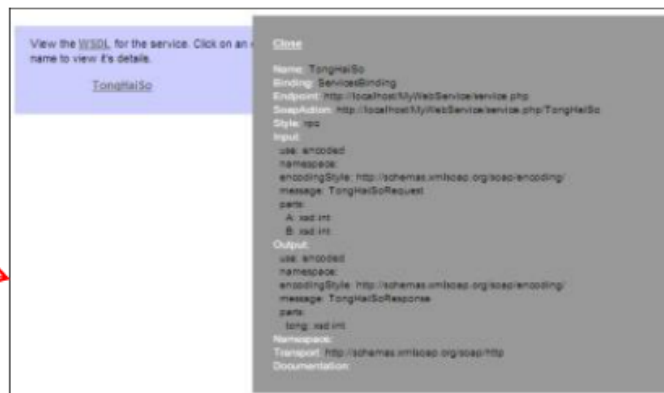 View the WSDL for the service. Click on an
name to view it's details.
TongHaiSo
Close
Name: TongHaiSo
Binding: ServicesBinding
Endpoint: http://localhost/MyWebService/service.php
SoapAction: http://localhost/MyWebService/service.php/TongHaiSo
Style: rpc
Input:
use: encoded
namespace:
encodingStyle: http://schemas.xmlsoap.org/soap/encoding/
message: TongHaiSoRequest
parts:
A: xsd:int
B: xsd:int
Output:
use: encoded
namespace:
encodingStyle: http://schemas.xmlsoap.org/soap/encoding/
message: TongHaiSoResponse
parts:
tong: xsd:int
Namespace:
Transport: http://schemas.xmlsoap.org/soap/http
Documentation: